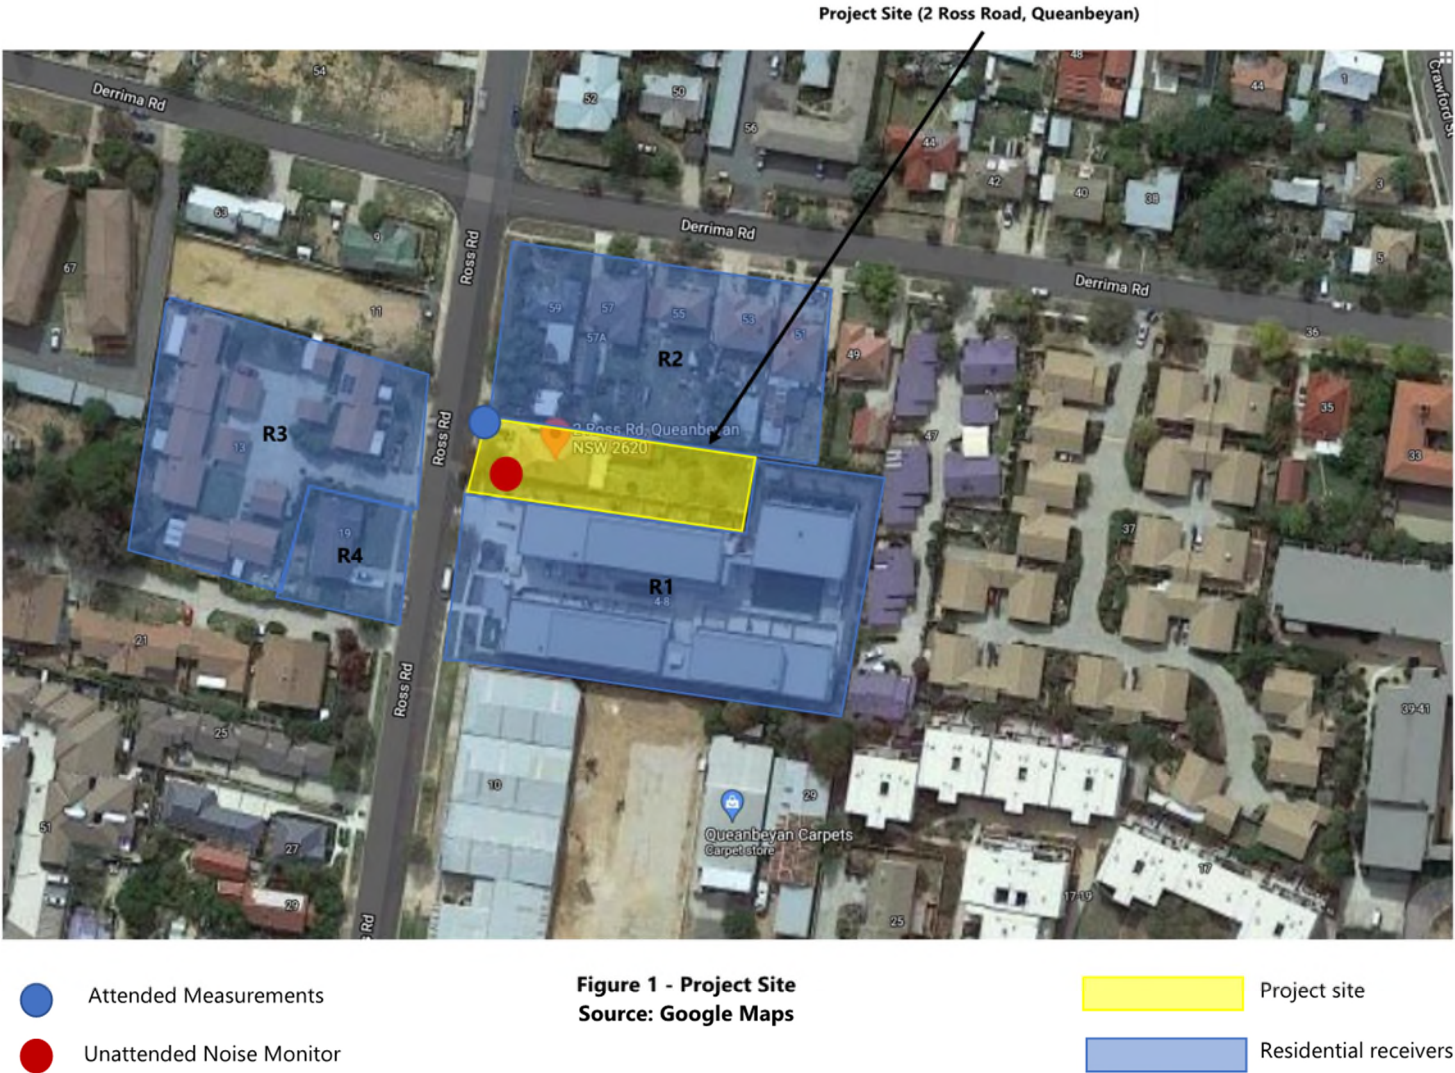 Project Site (2 Ross Road, Queanbeyan)
48
54
Derrima Rd
52
50
44
1
Crawford St
56
44
42
40
38
3
63
9
Ross Rd
Derrima Rd
5
67
Derrima Rd
11
59
57
55
53
51
36
57A
R2
49
35
R3
13
Ross Rd
2 Ross Rd, Queanbeyan
NSW 2620
47
33
19
R4
37
R1
4-8
21
Ross Rd
25
39-41
10
29
51
Queanbeyan Carpets
Carpet store
27
17
29
17-19
25
s Rd
Attended Measurements
Figure 1 - Project Site
Source: Google Maps
Project site
Unattended Noise Monitor
Residential receivers